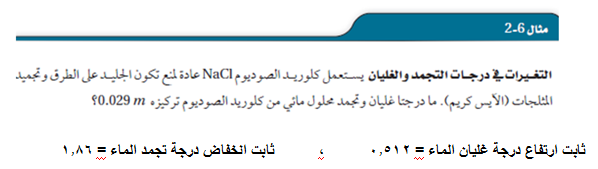 مثال 6-2
التغيرات في درجات التجمد والغليان يستعمل كلوريد الصوديوم NaCl عادة لمنع تكون الجليد على الطرق وتجميد
المثلجات (الآيس كريم). ما درجتا غليان وتجمد محلول مائي من كلوريد الصوديوم تركيزه 0.029 m؟
ثابت ارتفاع درجة غليان الماء = ٠,٥١٢ ، ثابت انخفاض درجة تجمد الماء = ١,٨٦